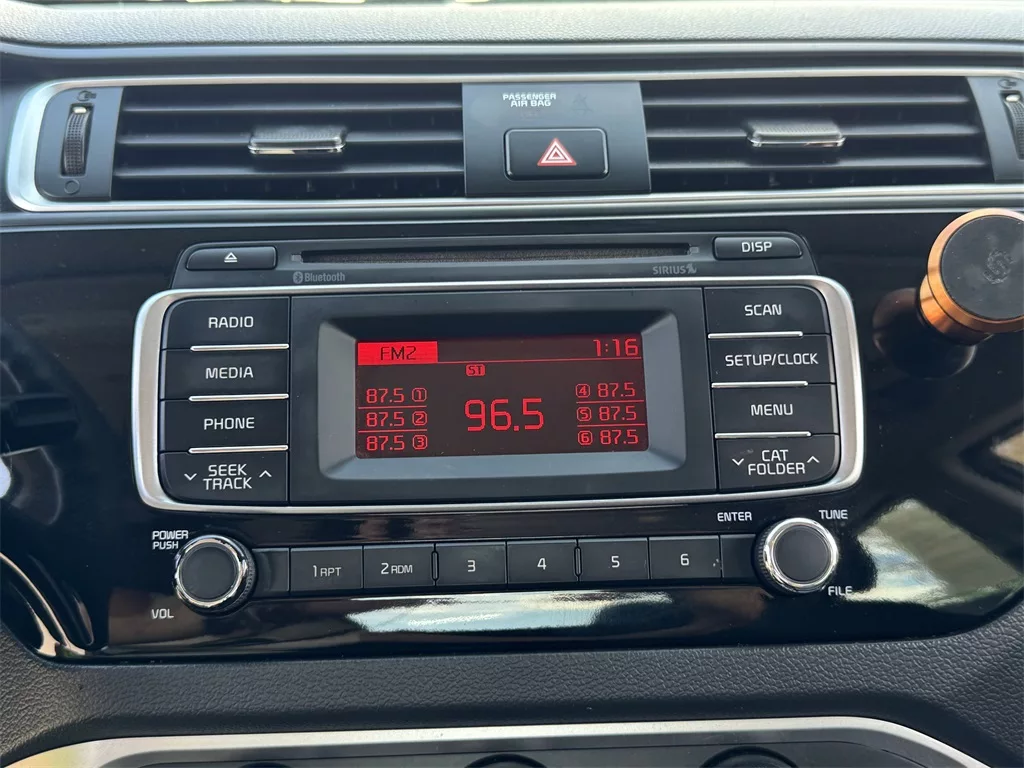 PASSENGER
AIR BAG
DISP
Bluetooth
SIRIUS
RADIO
MEDIA
PHONE
SEEK
TRACK
FM2 1:16
ST
87.5 1 4 87.5
87.5 2 96.5 5 87.5
87.5 3 6 87.5
SCAN
SETUP/CLOCK
MENU
CAT
FOLDER
POWER
PUSH
VOL
1 RPT 2 RDM 3 4 5 6
ENTER TUNE
FILE